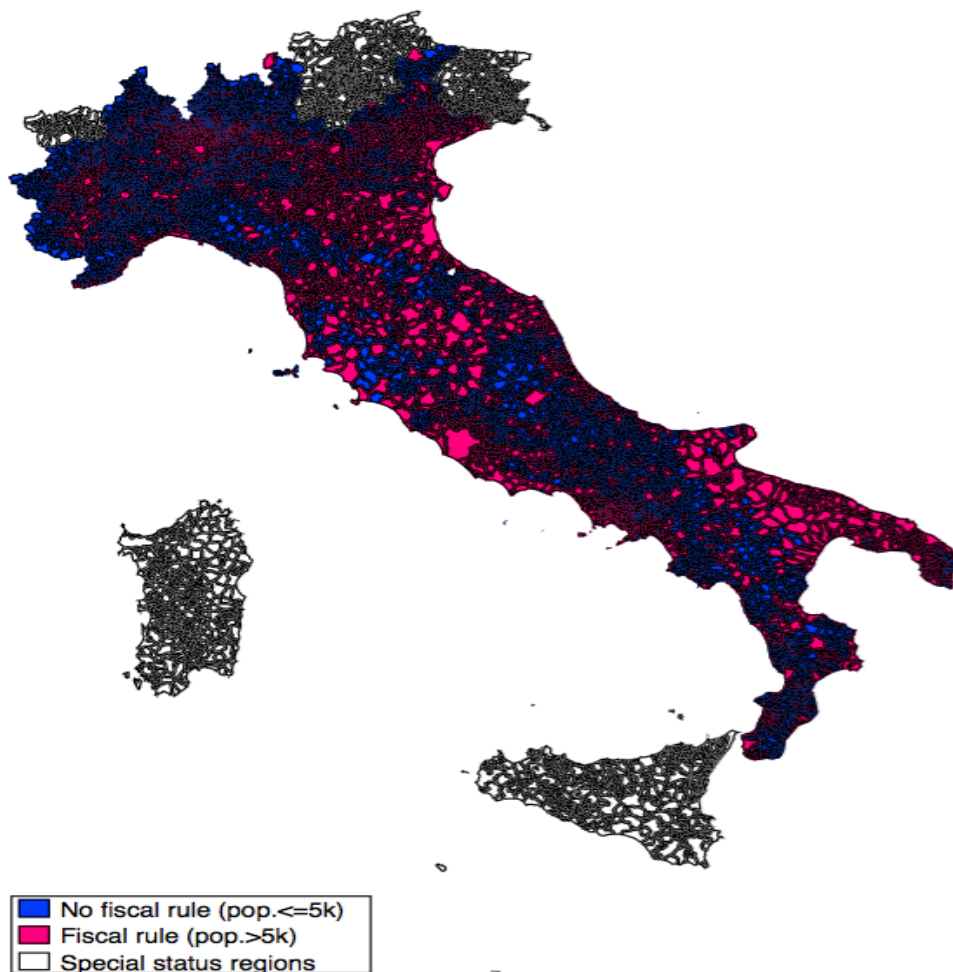 No fiscal rule (pop.<=5k)
Fiscal rule (pop.>5k)
Special status regions